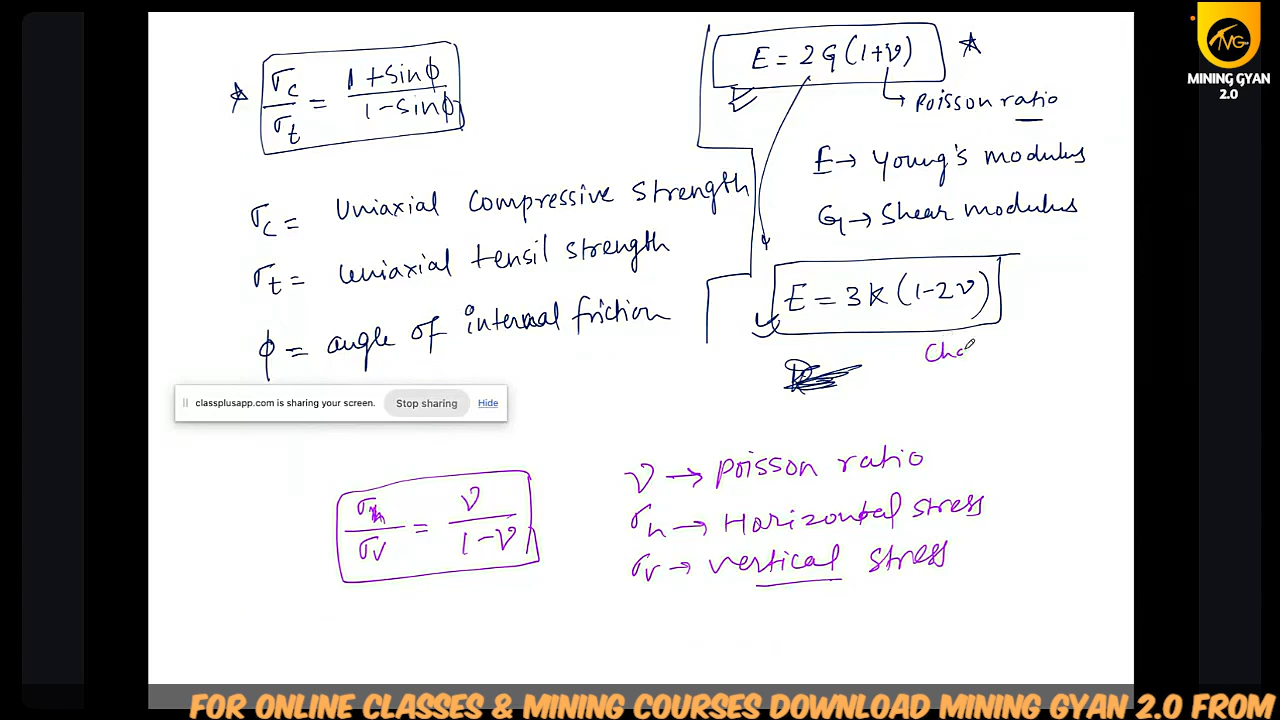 σc/σt = 1+sinϕ/1-sinϕ
σc = Uniaxial Compressive Strength
σt = Uniaxial tensil strength
ϕ = angle of internal friction
E = 2G(1+ν)
Poisson ratio
E → Young's modulus
G → Shear modulus
E = 3K(1-2ν)
classplusapp.com is sharing your screen. Stop sharing Hide
σh/σv = ν/1-ν
ν → Poisson ratio
σh → Horizontal stress
σv → vertical stress
MINING GYAN
2.0
FOR ONLINE CLASSES & MINING COURSES DOWNLOAD MINING GYAN 2.0 FROM